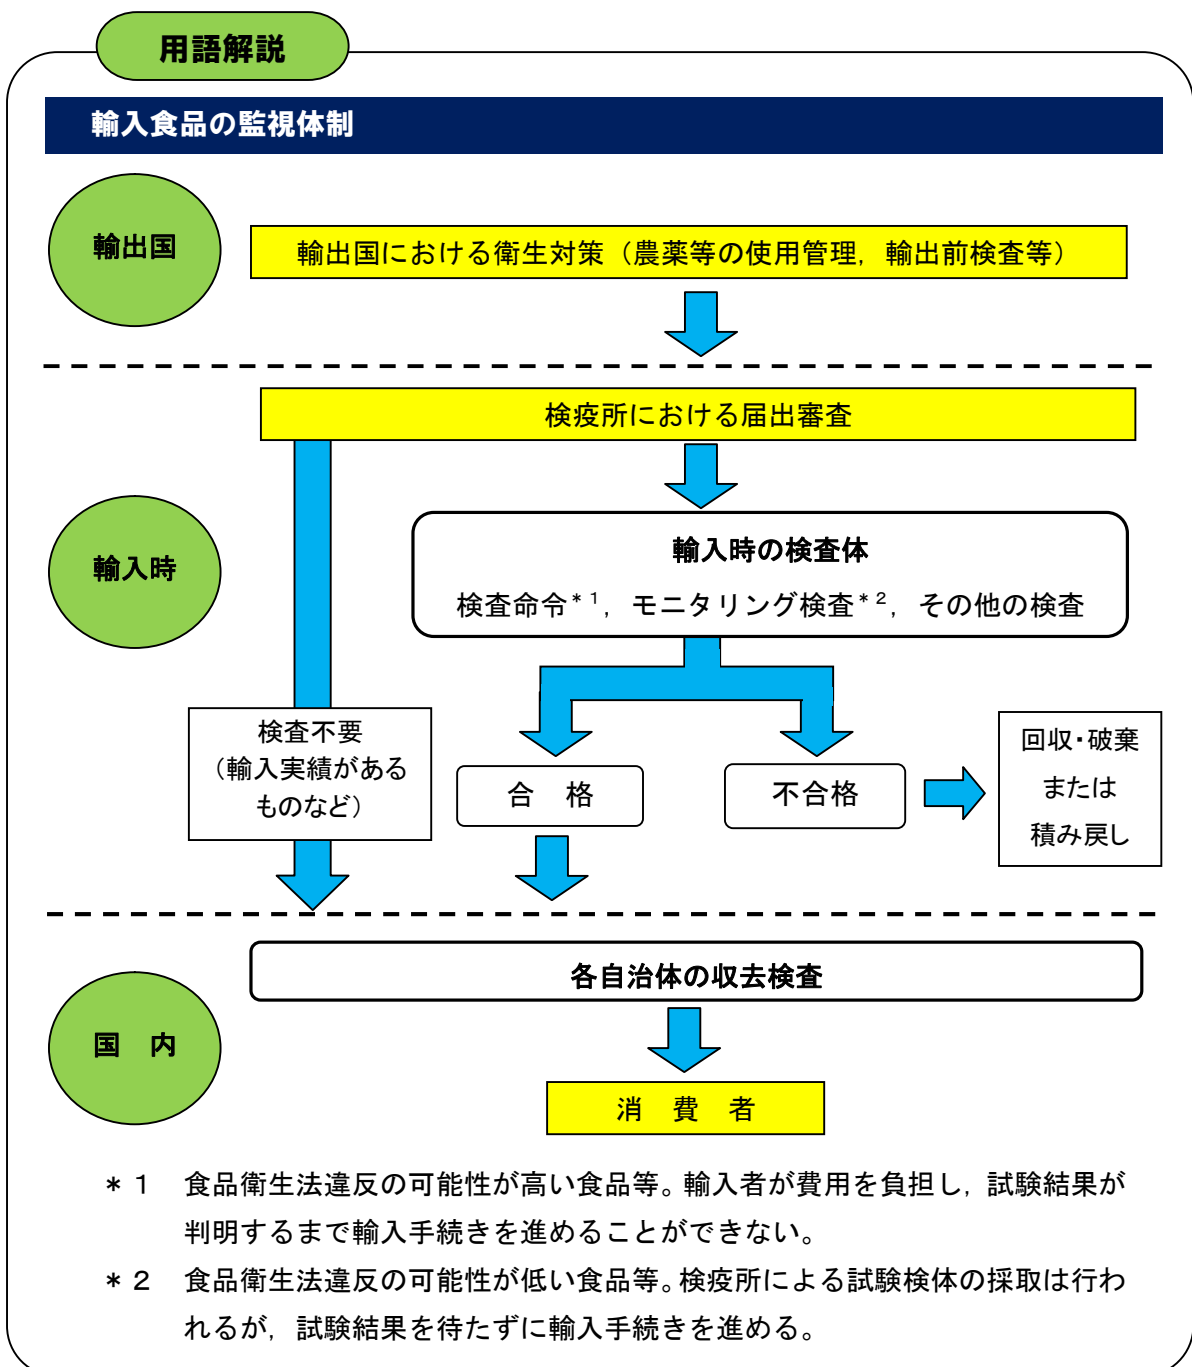 用語解説
輸入食品の監視体制
輸出国
輸出国における衛生対策（農薬等の使用管理，輸出前検査等）
検疫所における届出審査
輸入時
輸入時の検査体
検査命令＊１，モニタリング検査＊２，その他の検査
検査不要
（輸入実績がある
ものなど）
合　格
不合格
回収・破棄
または
積み戻し
国　内
各自治体の収去検査
消　費　者
＊１　食品衛生法違反の可能性が高い食品等。輸入者が費用を負担し，試験結果が
判明するまで輸入手続きを進めることができない。
＊２　食品衛生法違反の可能性が低い食品等。検疫所による試験検体の採取は行わ
れるが，試験結果を待たずに輸入手続きを進める。